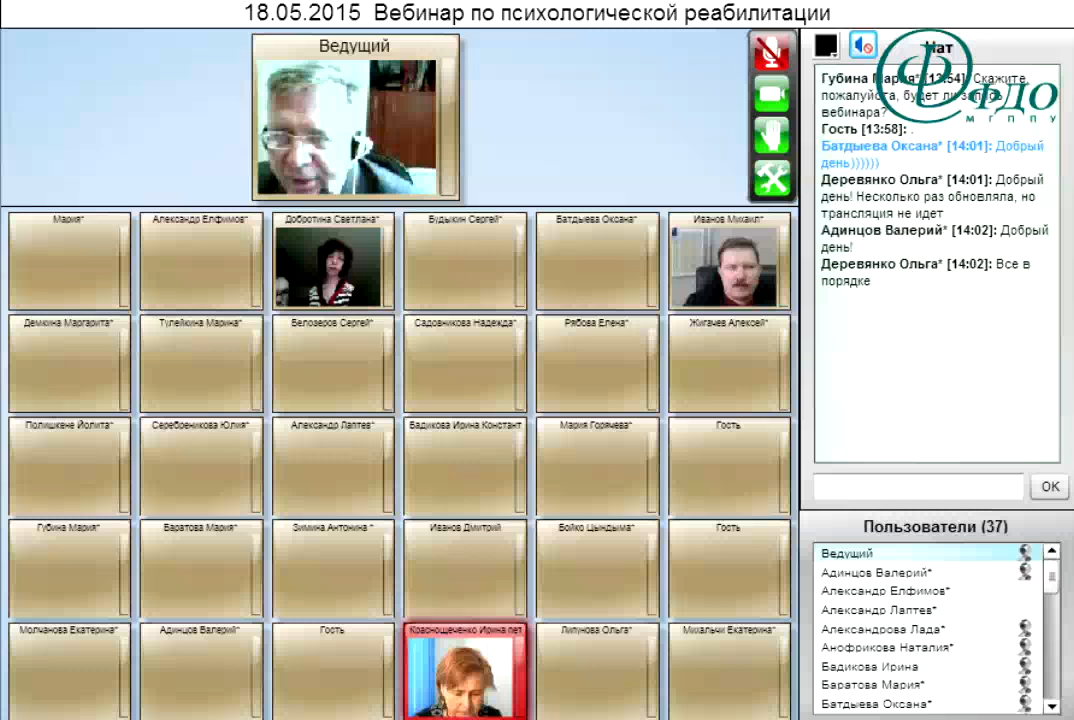 18.05.2015 Вебинар по психологической реабилитации
Ведущий
Мария*
Александр Елфимов*
Добротина Светлана*
Будыкин Сергей*
Батдыева Оксана*
Иванов Михаил*
Демкина Маргарита*
Тулейкина Марина*
Белозеров Сергей*
Садовникова Надежда*
Рябова Елена*
Жигачев Алексей*
Полишкене Йолита*
Серебреникова Юлия*
Александр Лаптев*
Бадикова Ирина Констант
Мария Горячева*
Гость
Губина Мария*
Баратова Мария*
Зимина Антонина *
Иванов Дмитрий
Бойко Цындыма*
Гость
Молчанова Екатерина*
Адинцов Валерий*
Гость
Краснощеченко Ирина пет
Липунова Ольга*
Михальчи Екатерина*
Чат
ФДО
МГППУ
Губина Мария* [13:54]: Скажите,
пожалуйста, будет ли запись
вебинара?
Гость [13:58]: .
Батдыева Оксана* [14:01]: Добрый
день))))))
Деревянко Ольга* [14:01]: Добрый
день! Несколько раз обновляла, но
трансляция не идет
Адинцов Валерий* [14:02]: Добрый
день!
Деревянко Ольга* [14:02]: Все в
порядке
OK
Пользователи (37)
Ведущий
Адинцов Валерий*
Александр Елфимов*
Александр Лаптев*
Александрова Лада*
Анофрикова Наталия*
Бадикова Ирина
Баратова Мария*
Батдыева Оксана*